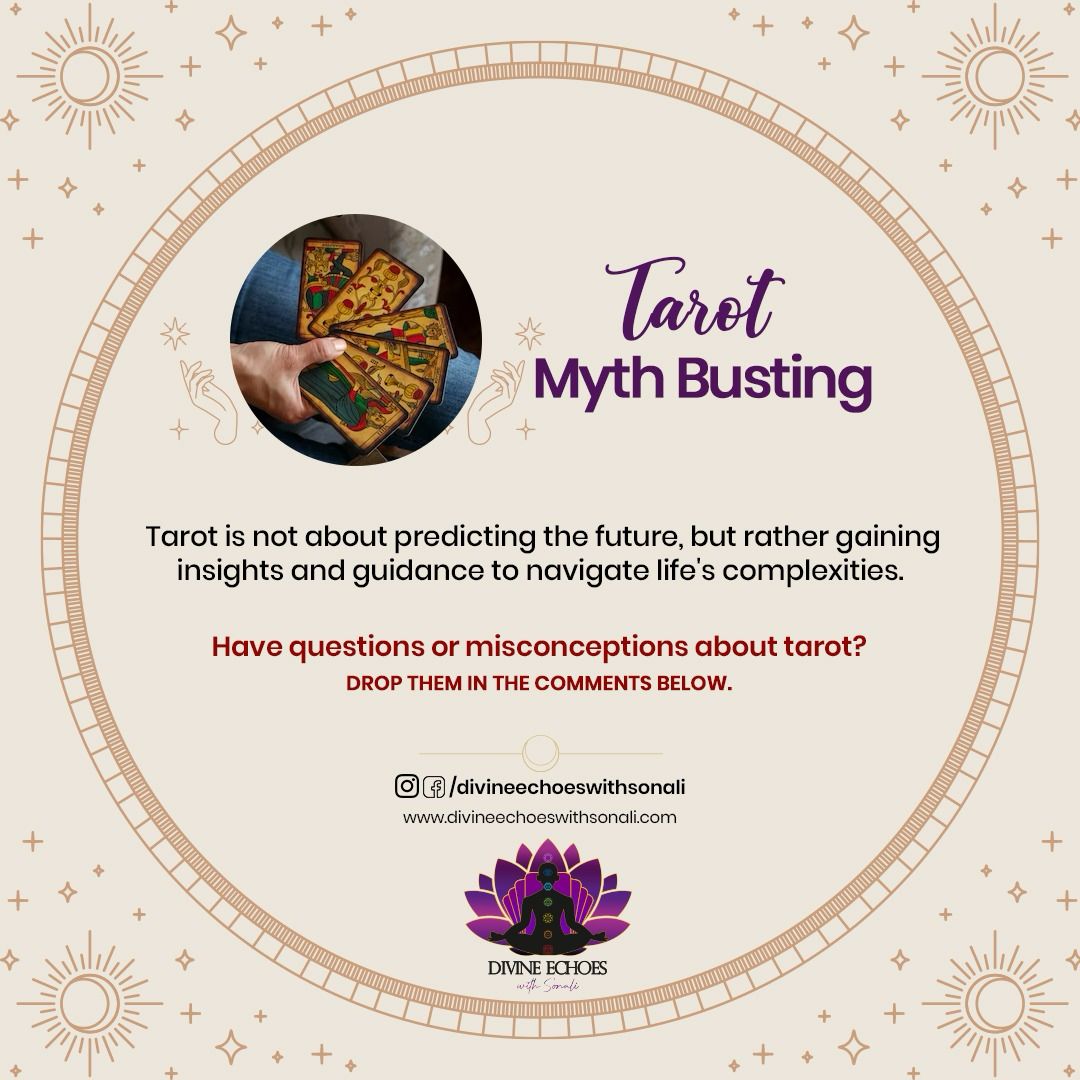 Tarot
Myth Busting
Tarot is not about predicting the future, but rather gaining
insights and guidance to navigate life's complexities.
Have questions or misconceptions about tarot?
DROP THEM IN THE COMMENTS BELOW.
/divineechoeswithsonali
www.divineechoeswithsonali.com
DIVINE ECHOES
with Sonali